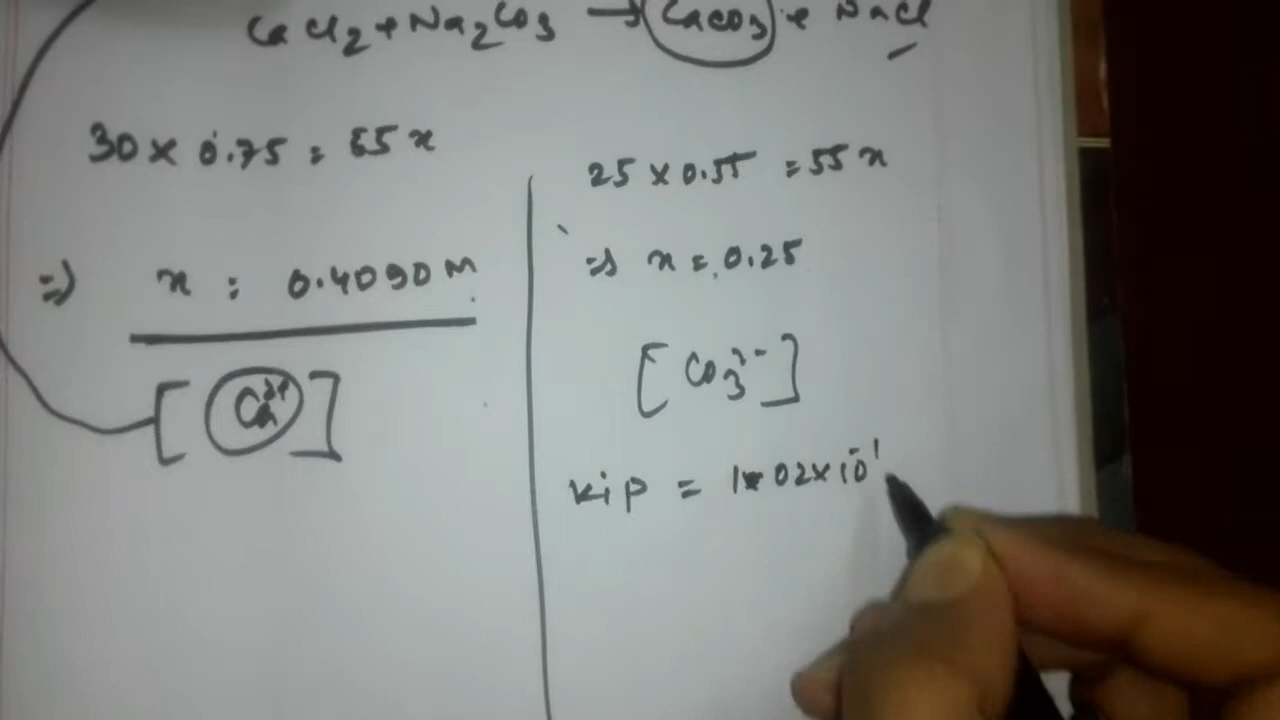 CaCl2 + Na2CO3 → CaCO3 + NaCl
30 × 0.75 = 55 x
⇒ x = 0.4090 M
[Ca2+]
25 × 0.55 = 55 x
⇒ x = 0.25
[CO3 2-]
kip = 1.02 × 10-1